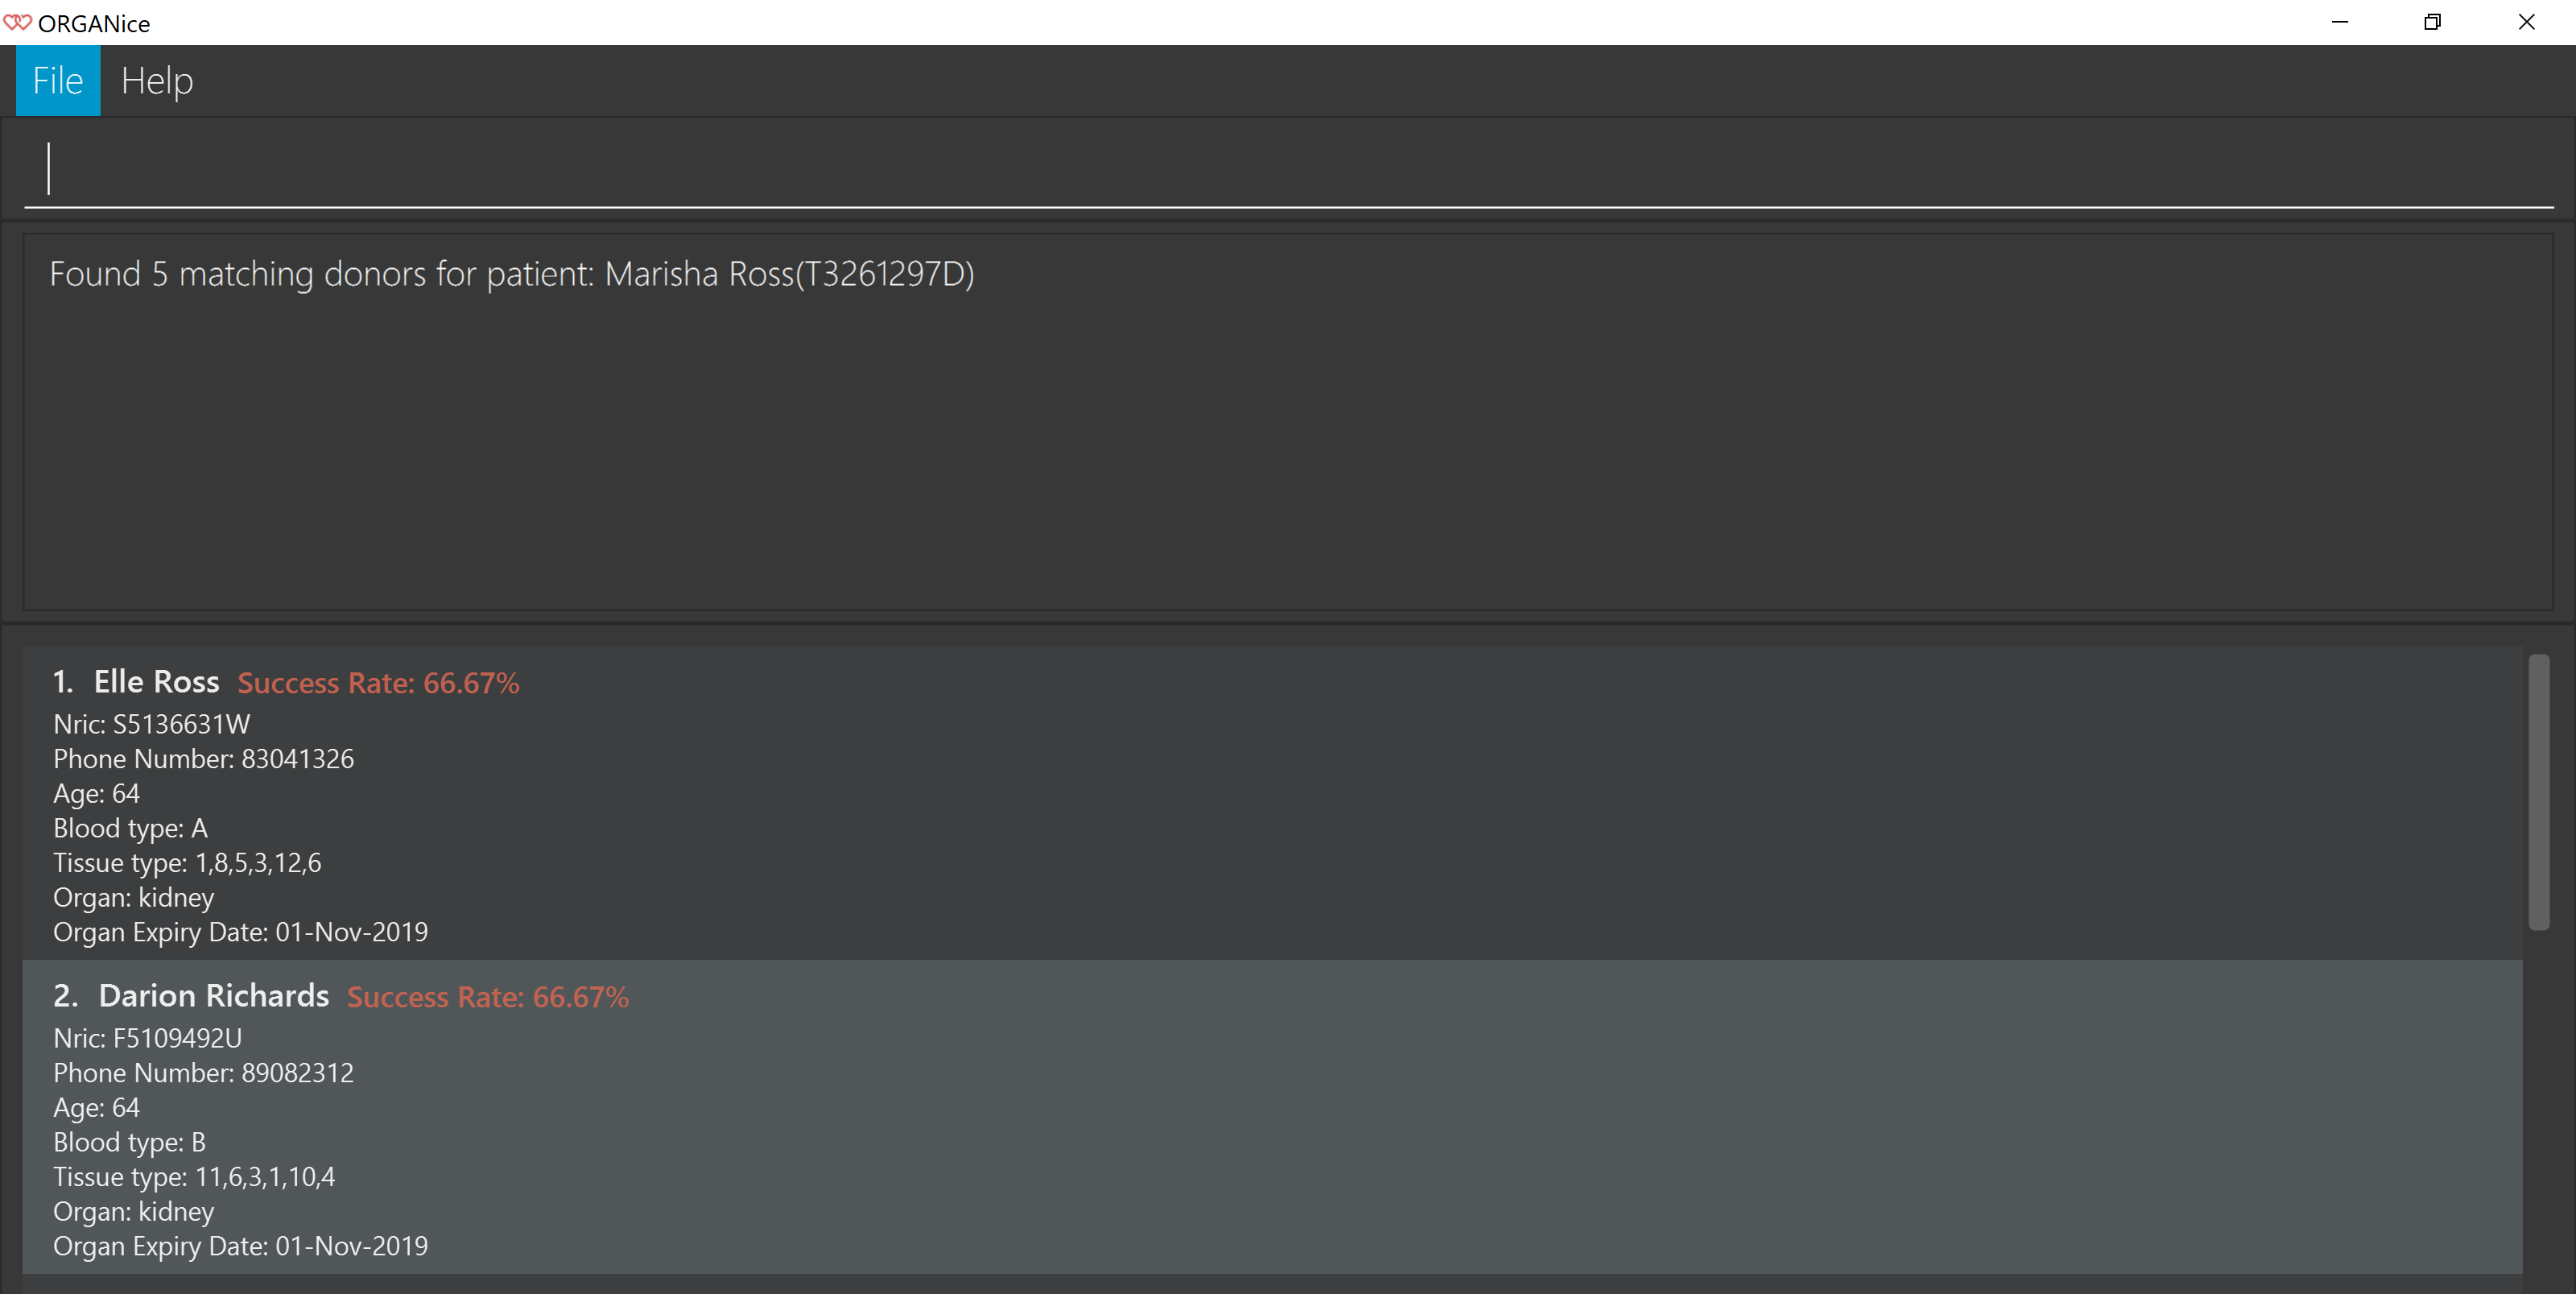 ORGANice
File Help
Found 5 matching donors for patient: Marisha Ross(T3261297D)
1. Elle Ross Success Rate: 66.67%
Nric: S5136631W
Phone Number: 83041326
Age: 64
Blood type: A
Tissue type: 1,8,5,3,12,6
Organ: kidney
Organ Expiry Date: 01-Nov-2019
2. Darion Richards Success Rate: 66.67%
Nric: F5109492U
Phone Number: 89082312
Age: 64
Blood type: B
Tissue type: 11,6,3,1,10,4
Organ: kidney
Organ Expiry Date: 01-Nov-2019